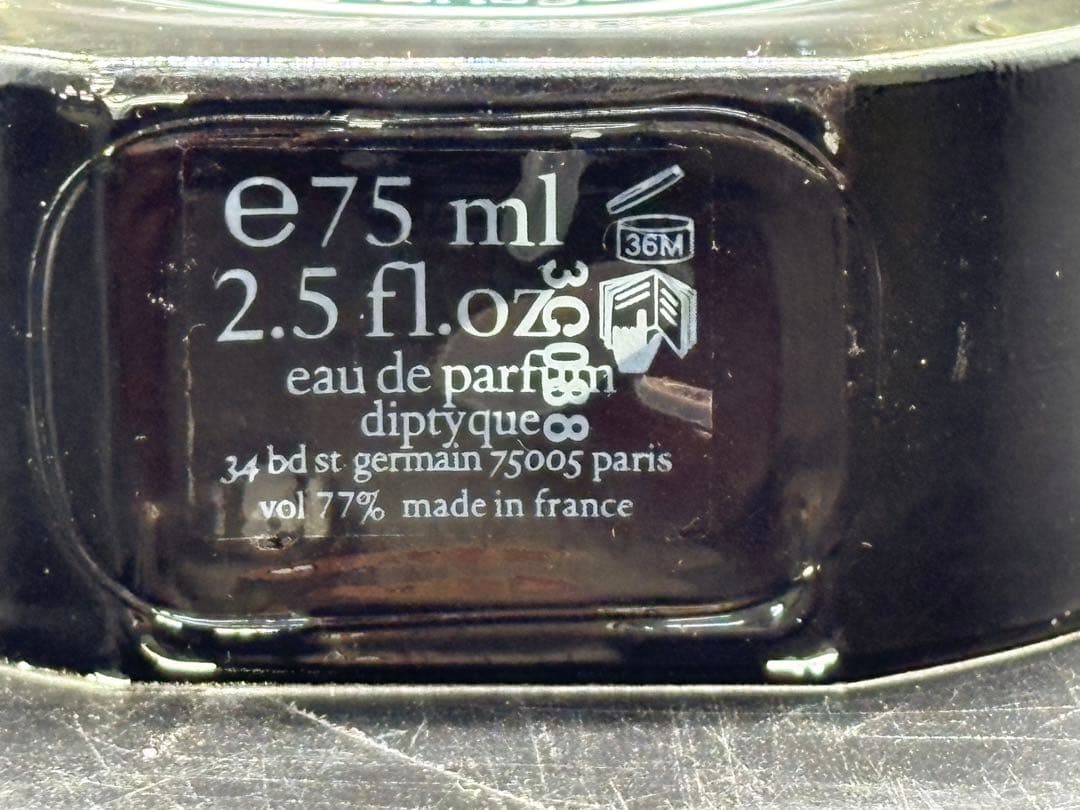 e75 ml
36M
2.5 fl.oz
3C0B8
eau de parfum
diptyque
34 bd st germain 75005 paris
vol 77% made in france